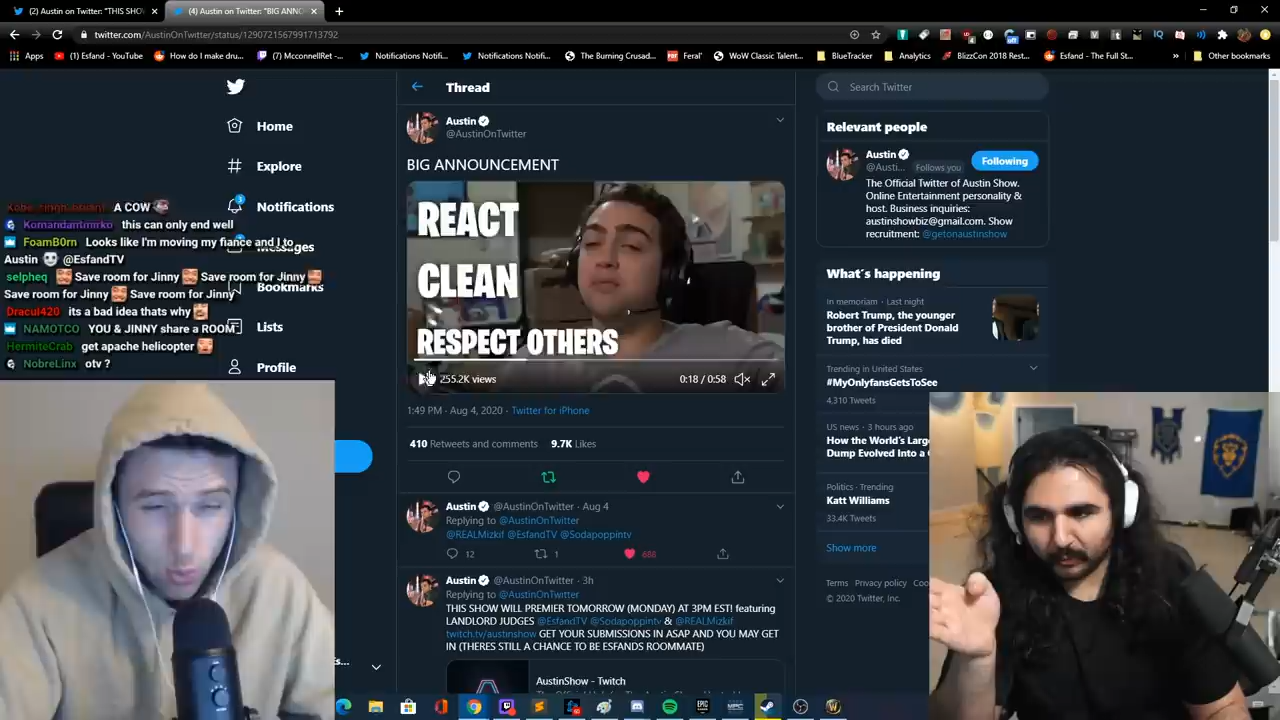 (2) Austin on Twitter: "THIS SHO
(4) Austin on Twitter: "BIG ANNO
twitter.com/AustinOnTwitter/status/1290721567991713792
Apps
(1) Esfand - YouTube
How do I make dru...
(7) McconnellRet -...
Notifications Notifi...
Notifications Notifi...
The Burning Crusad...
Feral'
WoW Classic Talent...
BlueTracker
Analytics
BlizzCon 2018 Rest...
Esfand - The Full St...
Other bookmarks
Home
Explore
Notifications
Messages
Bookmarks
Lists
Profile
A COW
Komandantmrko this can only end well
FoamB0rn Looks like I'm moving my fiance and I to
Austin @EsfandTV
selpheq Save room for Jinny Save room for Jinny
Save room for Jinny Save room for Jinny
Dracul420 its a bad idea thats why
NAMOTCO YOU & JINNY share a ROOM
HermiteCrab get apache helicopter
NobreLinx otv ?
Thread
Austin
@AustinOnTwitter
BIG ANNOUNCEMENT
REACT
CLEAN
RESPECT OTHERS
255.2K views
0:18 / 0:58
1:49 PM · Aug 4, 2020 · Twitter for iPhone
410 Retweets and comments 9.7K Likes
Austin @AustinOnTwitter · Aug 4
Replying to @AustinOnTwitter
@REALMizkif @EsfandTV @Sodapoppintv
12 1 688
Austin @AustinOnTwitter · 3h
Replying to @AustinOnTwitter
THIS SHOW WILL PREMIER TOMORROW (MONDAY) AT 3PM EST! featuring
LANDLORD JUDGES @EsfandTV @Sodapoppintv & @REALMizkif
twitch.tv/austinshow GET YOUR SUBMISSIONS IN ASAP AND YOU MAY GET
IN (THERES STILL A CHANCE TO BE ESFANDS ROOMMATE)
AustinShow - Twitch
Search Twitter
Relevant people
Austin
@Austi... Follows you
Following
The Official Twitter of Austin Show.
Online Entertainment personality &
host. Business inquiries:
austinshowbiz@gmail.com. Show
recruitment: @getonaustinshow
What's happening
In memoriam · Last night
Robert Trump, the younger
brother of President Donald
Trump, has died
Trending in United States
#MyOnlyfansGetsToSee
4,310 Tweets
US news · 3 hours ago
How the World's Larg
Dump Evolved Into a
Politics · Trending
Katt Williams
33.4K Tweets
Show more
Terms Privacy policy Coo
© 2020 Twitter, Inc.